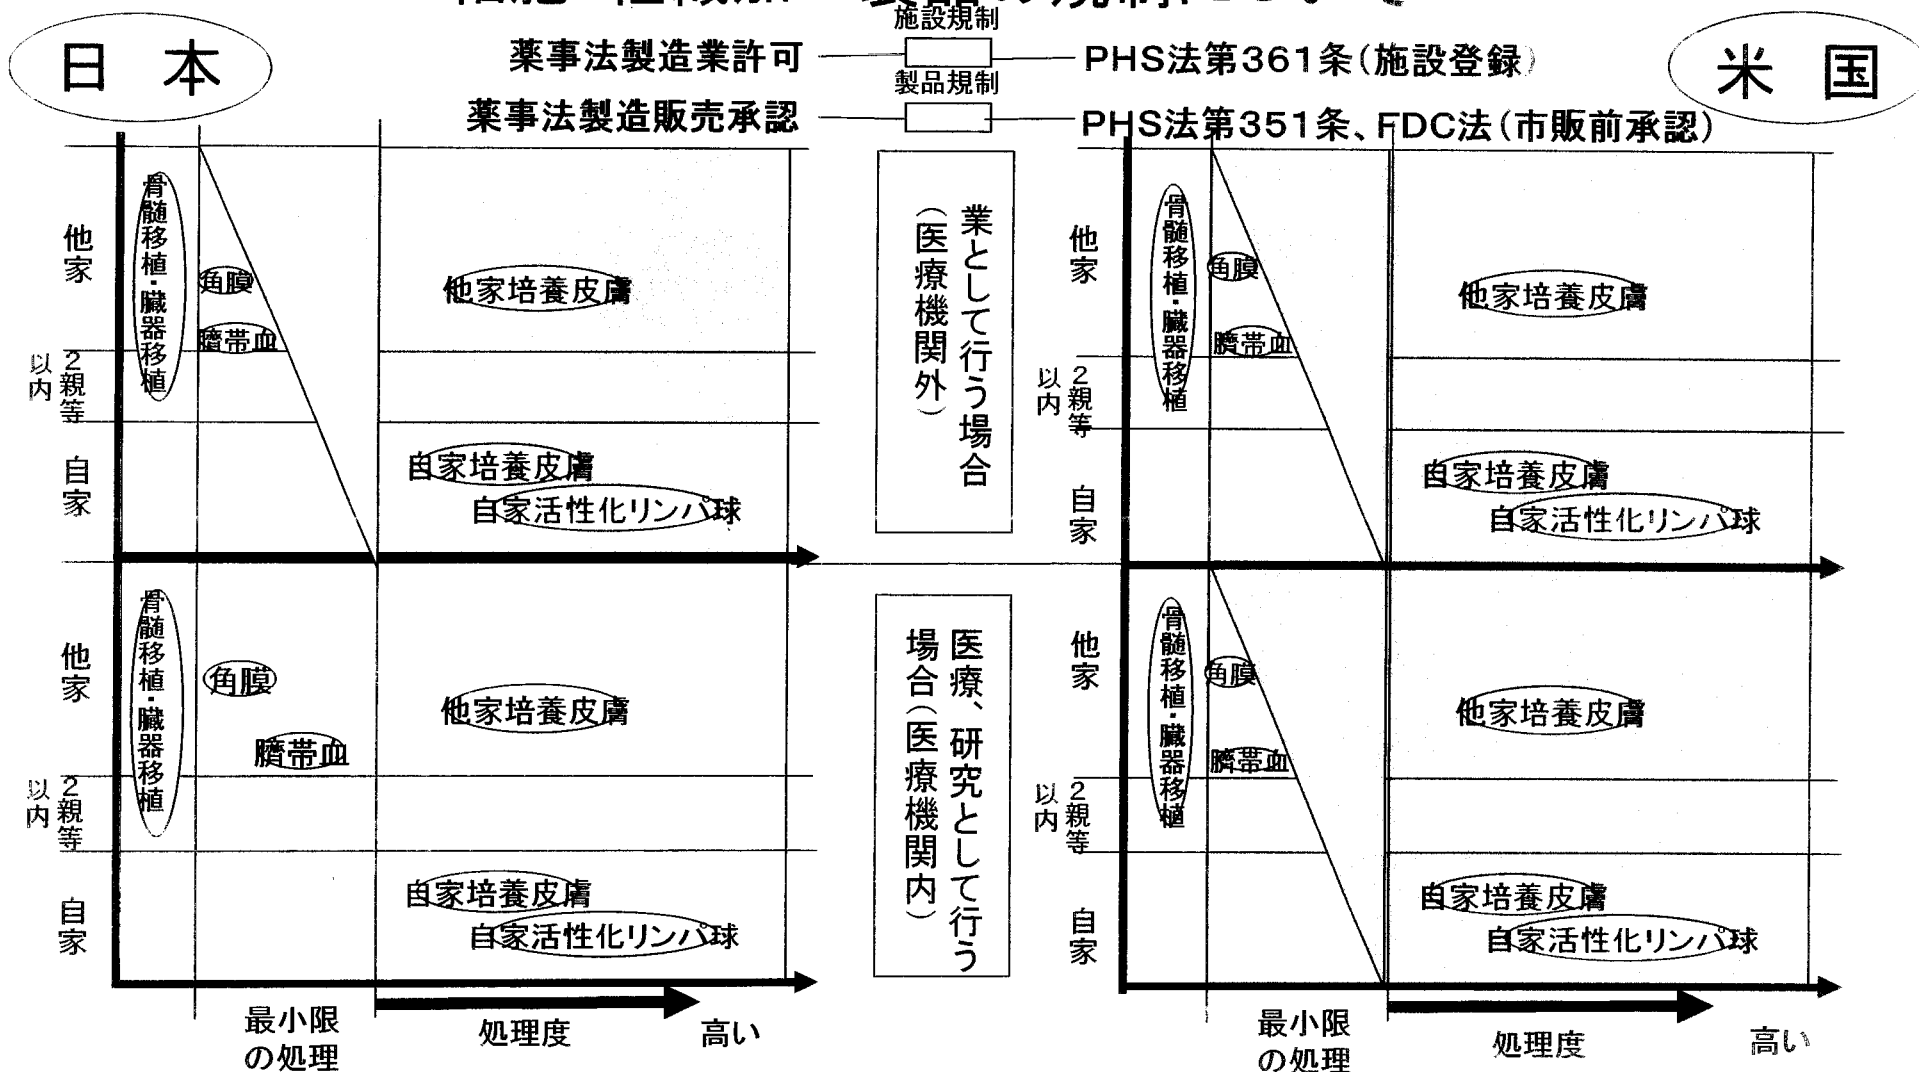 施設規制
日 本
薬事法製造業許可
PHS法第361条(施設登録)
米 国
製品規制
薬事法製造販売承認
PHS法第351条、FDC法(市販前承認)
他家
2親等以内
自家
骨髄移植・臓器移植
角膜
臍帯血
他家培養皮膚
自家培養皮膚
自家活性化リンパ球
業として行う場合
(医療機関外)
他家
2親等以内
自家
骨髄移植・臓器移植
角膜
臍帯血
他家培養皮膚
自家培養皮膚
自家活性化リンパ球
他家
2親等以内
自家
骨髄移植・臓器移植
角膜
臍帯血
他家培養皮膚
自家培養皮膚
自家活性化リンパ球
医療、研究として行う
場合(医療機関内)
他家
2親等以内
自家
骨髄移植・臓器移植
角膜
臍帯血
他家培養皮膚
自家培養皮膚
自家活性化リンパ球
最小限
の処理
処理度
高い
最小限
の処理
処理度
高い